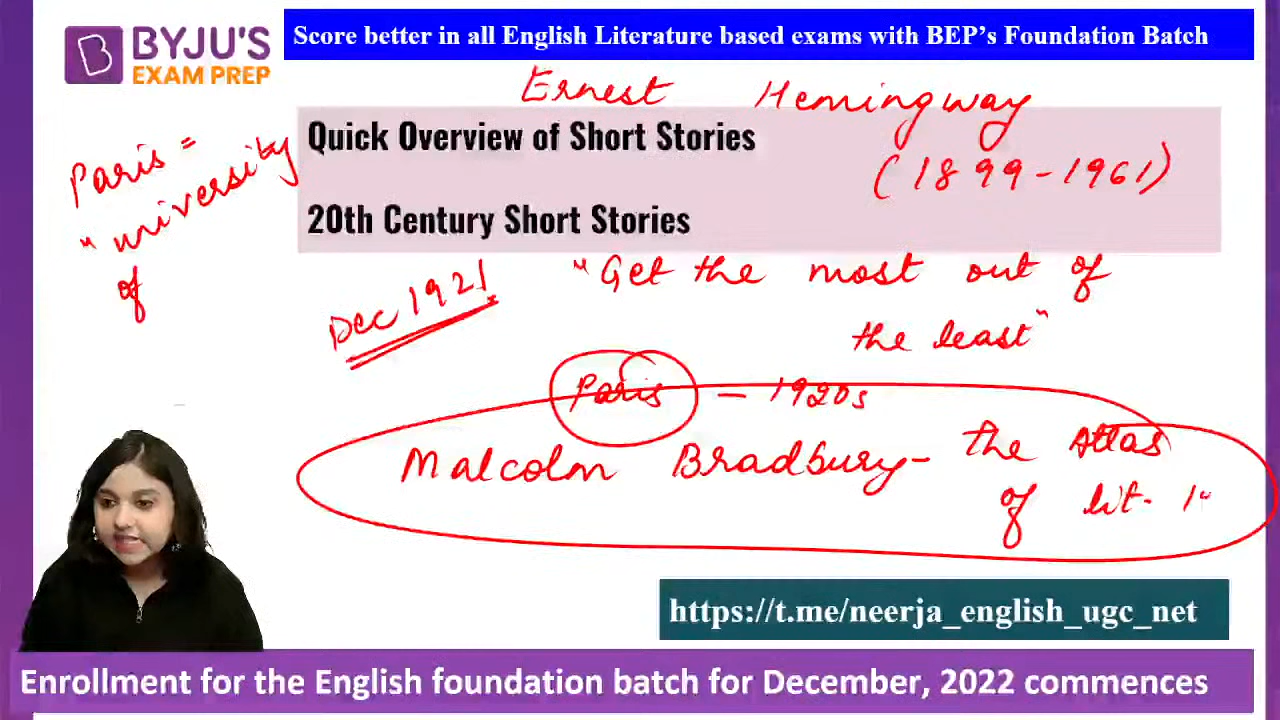 BYJU'S
EXAM PREP
Score better in all English Literature based exams with BEP's Foundation Batch
Ernest Hemingway
Quick Overview of Short Stories
(1899-1961)
20th Century Short Stories
Paris =
"university
of
Dec 1921
"Get the most out of
the least"
Paris - 1920s
Malcolm Bradbury - the Atlas
of lit-
https://t.me/neerja_english_ugc_net
Enrollment for the English foundation batch for December, 2022 commences